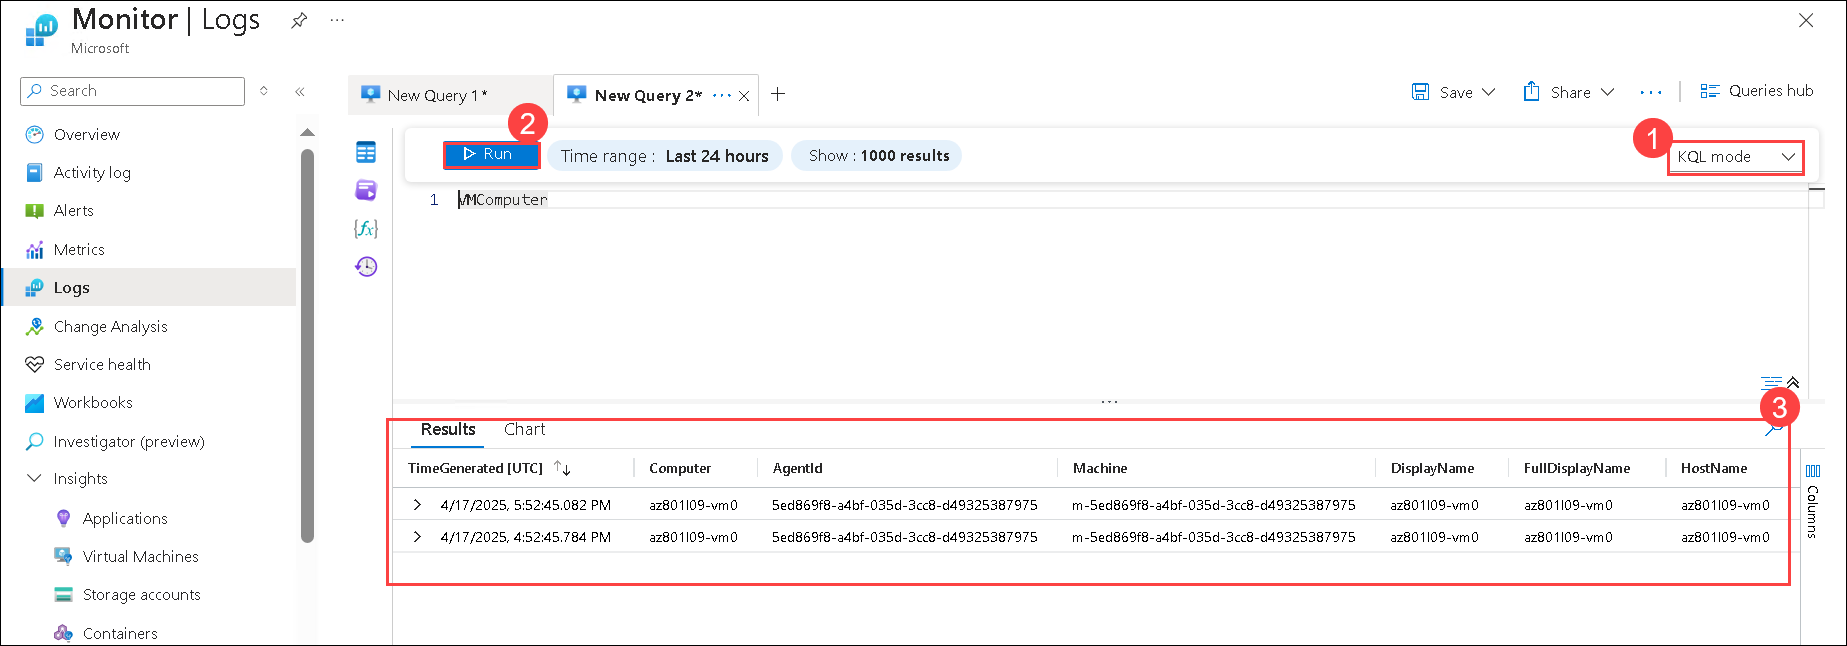 Monitor | Logs
Microsoft
Search
Overview
Activity log
Alerts
Metrics
Logs
Change Analysis
Service health
Workbooks
Investigator (preview)
Insights
Applications
Virtual Machines
Storage accounts
Containers
New Query 1*
New Query 2*
Save
Share
Queries hub
2
Run
Time range : Last 24 hours
Show : 1000 results
1
KQL mode
1 VMComputer
{fx}
3
Results Chart
TimeGenerated [UTC] Computer AgentId Machine DisplayName FullDisplayName HostName
4/17/2025, 5:52:45.082 PM az801l09-vm0 5ed869f8-a4bf-035d-3cc8-d49325387975 m-5ed869f8-a4bf-035d-3cc8-d49325387975 az801l09-vm0 az801l09-vm0 az801l09-vm0
4/17/2025, 4:52:45.784 PM az801l09-vm0 5ed869f8-a4bf-035d-3cc8-d49325387975 m-5ed869f8-a4bf-035d-3cc8-d49325387975 az801l09-vm0 az801l09-vm0 az801l09-vm0
Columns